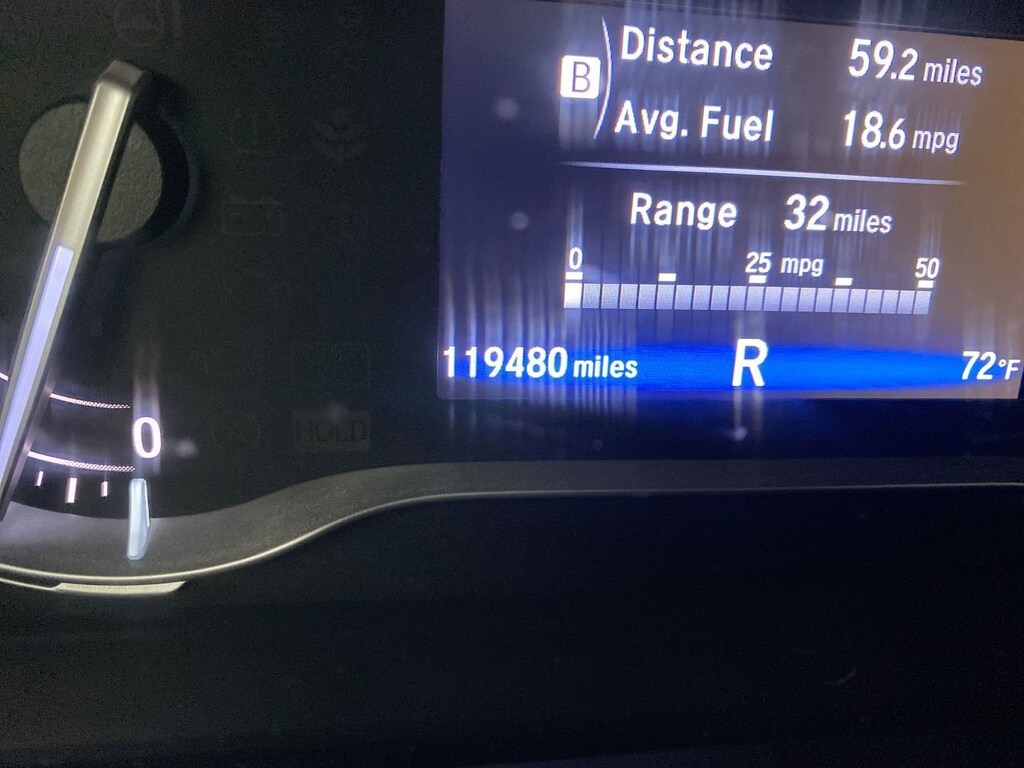 B
Distance 59.2 miles
Avg. Fuel 18.6 mpg
Range 32 miles
0 25 mpg 50
119480 miles R 72°F
0
HOLD